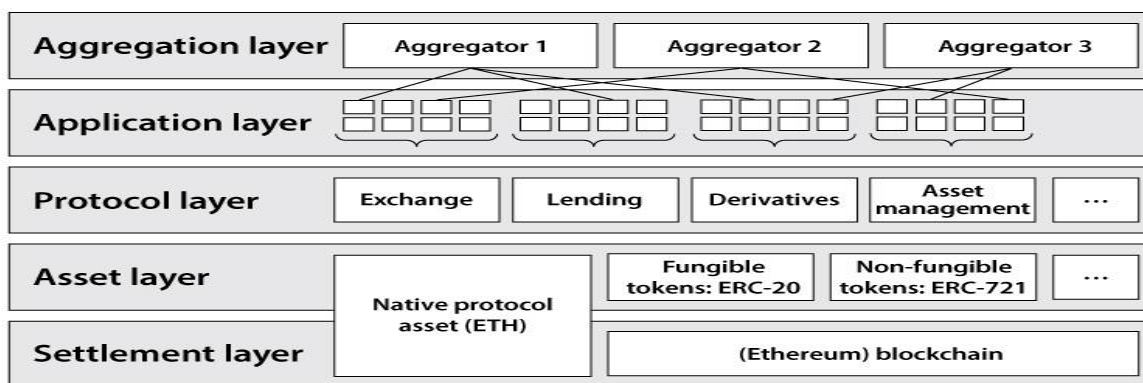 Aggregation layer
Aggregator 1
Aggregator 2
Aggregator 3
Application layer
Protocol layer
Exchange
Lending
Derivatives
Asset
management
...
Asset layer
Native protocol
asset (ETH)
Fungible
tokens: ERC-20
Non-fungible
tokens: ERC-721
...
Settlement layer
(Ethereum) blockchain